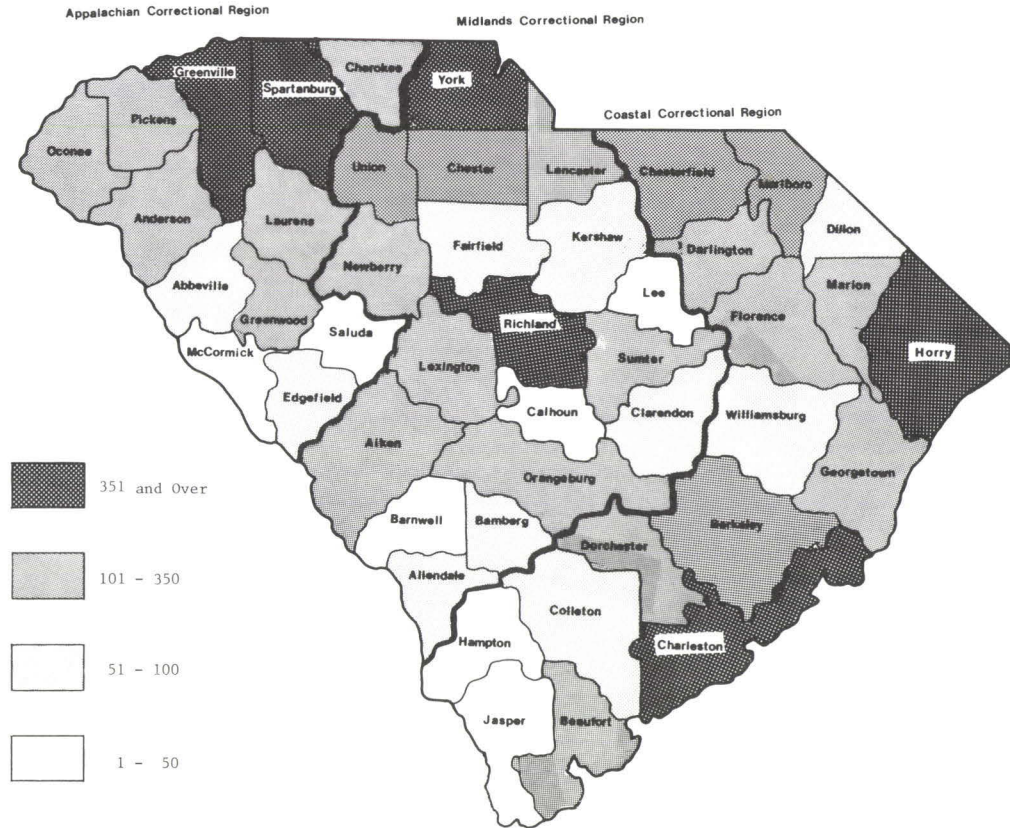 Appalachian Correctional Region
Midlands Correctional Region
Coastal Correctional Region
Greenville
Spartanburg
Cherokee
York
Pickens
Oconee
Anderson
Laurens
Union
Chester
Lancaster
Chesterfield
Marlboro
Dillon
Abbeville
Greenwood
Newberry
Fairfield
Kershaw
Darlington
Marion
McCormick
Saluda
Lee
Florence
Horry
Edgefield
Lexington
Richland
Sumter
Calhoun
Clarendon
Williamsburg
Aiken
Orangeburg
Georgetown
Barnwell
Bamberg
Berkeley
Dorchester
Allendale
Colleton
Hampton
Charleston
Jasper
Beaufort
351 and Over
101 - 350
51 - 100
1 - 50